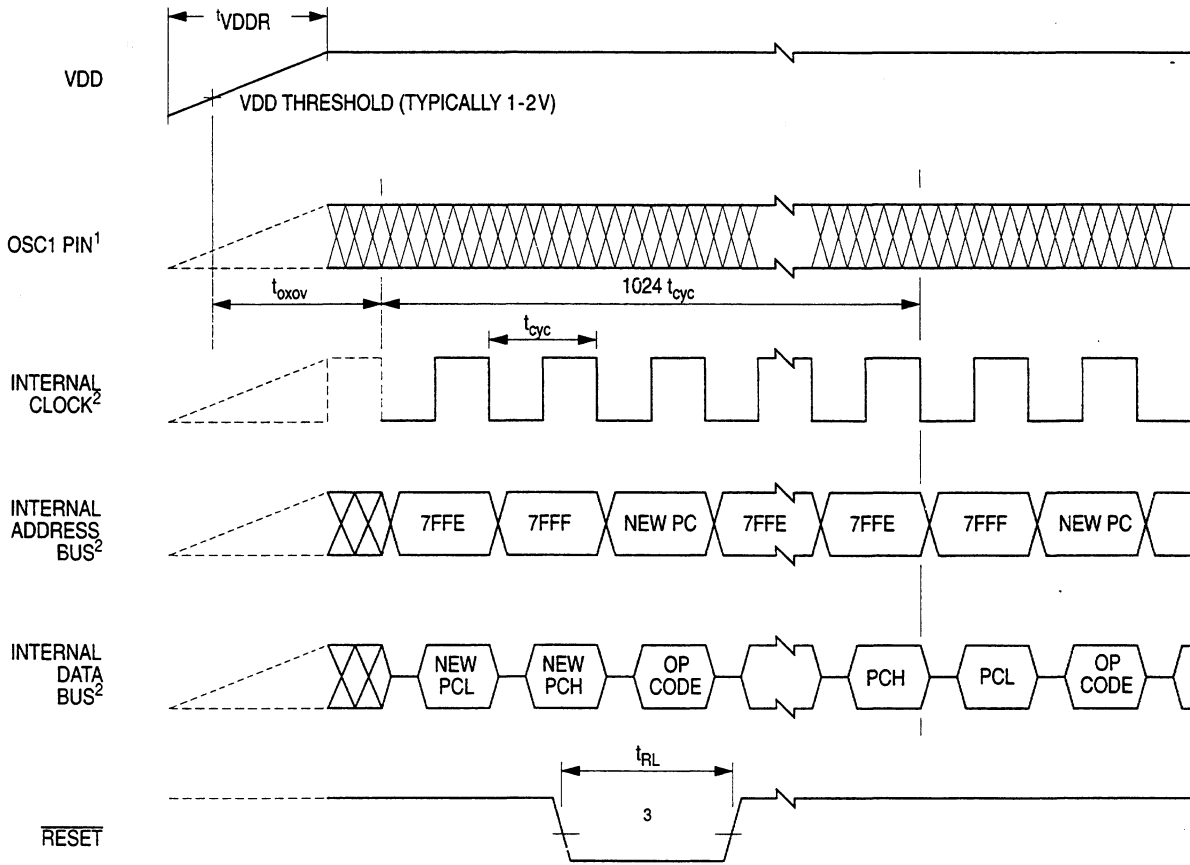 tVDDR
VDD
VDD THRESHOLD (TYPICALLY 1-2V)
OSC1 PIN1
toxov
1024 tcyc
tcyc
INTERNAL
CLOCK2
INTERNAL
ADDRESS
BUS2
7FFE
7FFF
NEW PC
7FFE
7FFE
7FFF
NEW PC
INTERNAL
DATA
BUS2
NEW
PCL
NEW
PCH
OP
CODE
PCH
PCL
OP
CODE
tRL
RESET
3